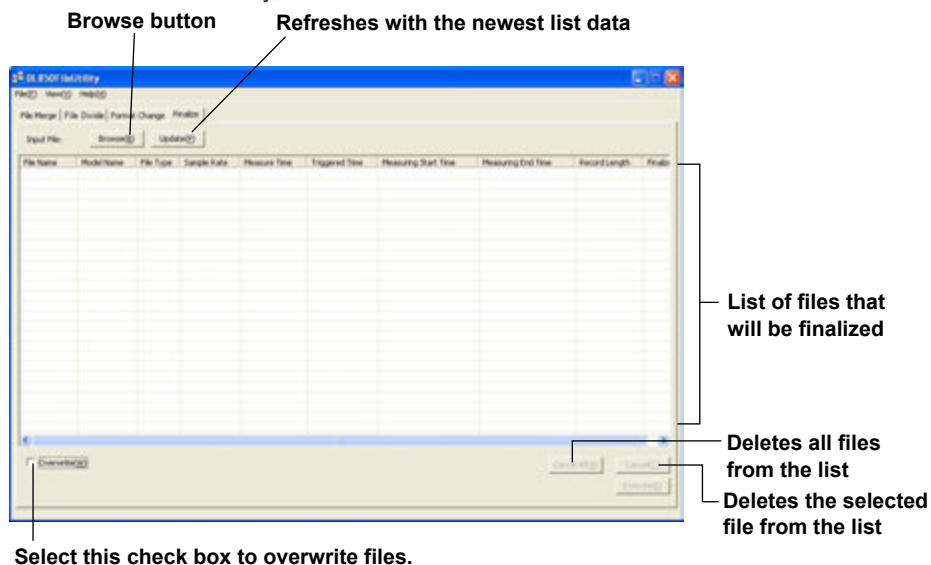 Browse button
Refreshes with the newest list data
DL850FileUtility
File(F) View(V) Help(H)
File Merge File Divide Format Change Finalize
Input File: Browse(B) Update(P)
File Name Model Name File Type Sample Rate Measure Time Triggered Time Measuring Start Time Measuring End Time Record Length Finaliz
List of files that
will be finalized
Overwrite(W)
Deletes all files
from the list
Deletes the selected
file from the list
Select this check box to overwrite files.